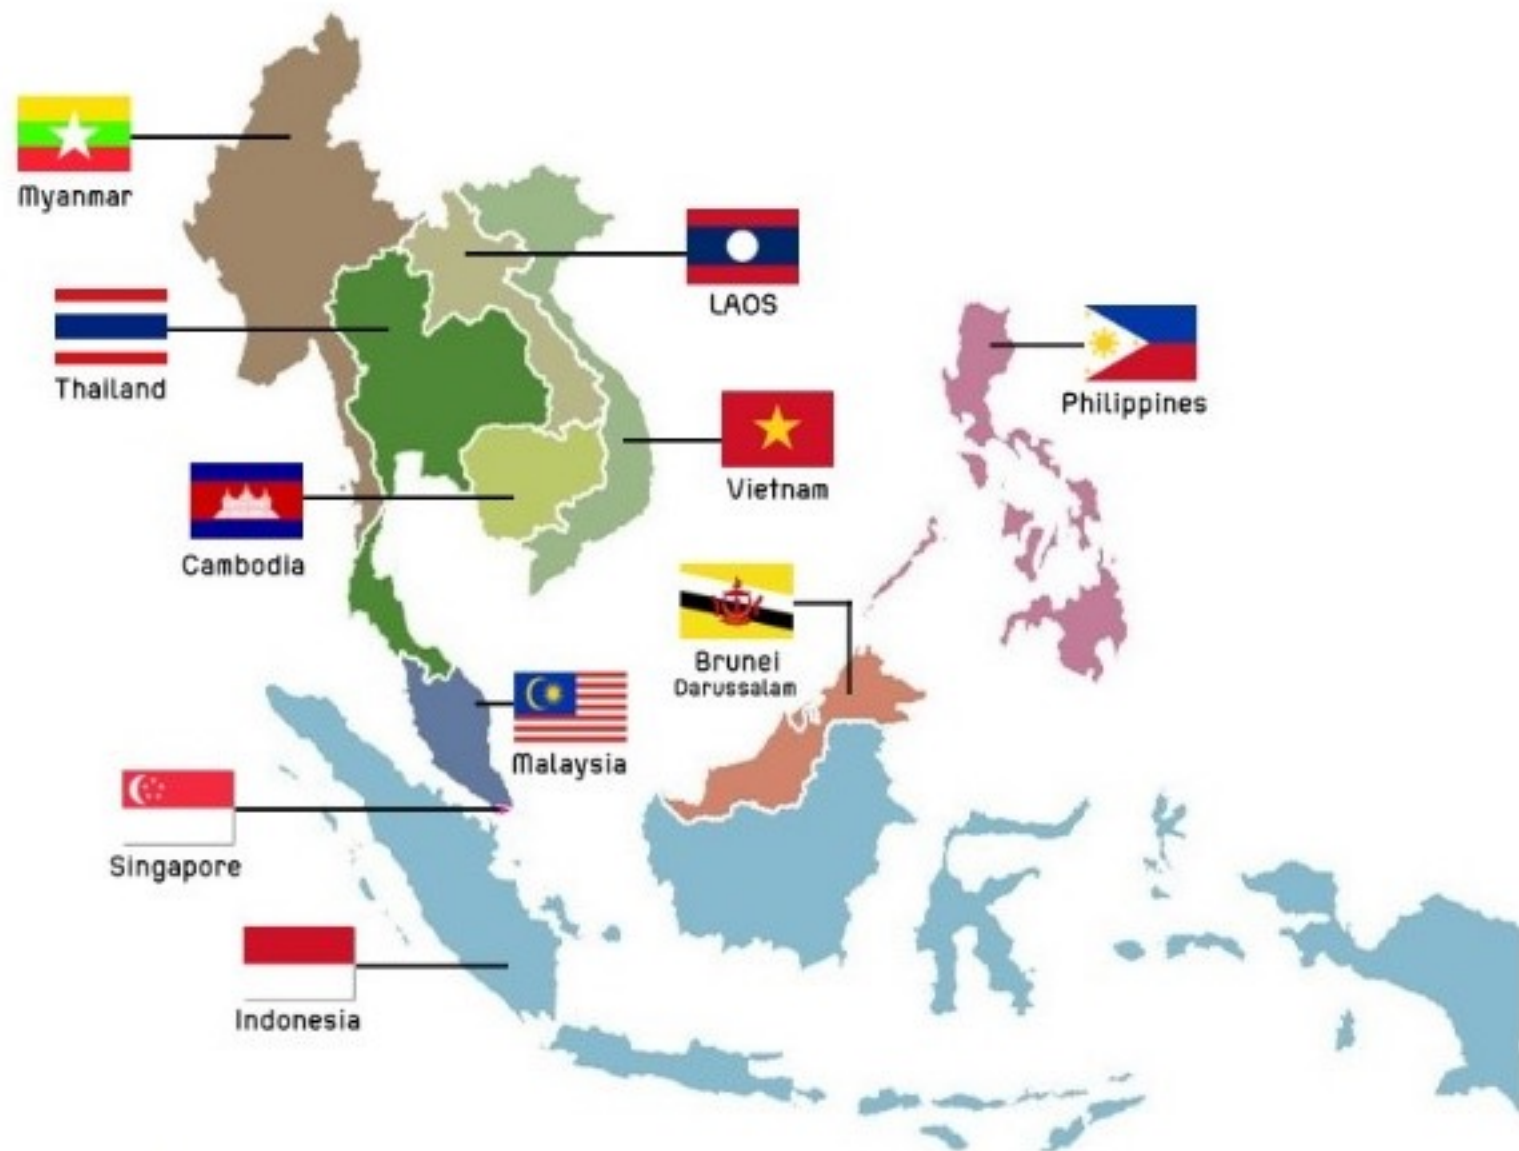 Myanmar
LAOS
Thailand
Philippines
Vietnam
Cambodia
Brunei
Darussalam
Malaysia
Singapore
Indonesia